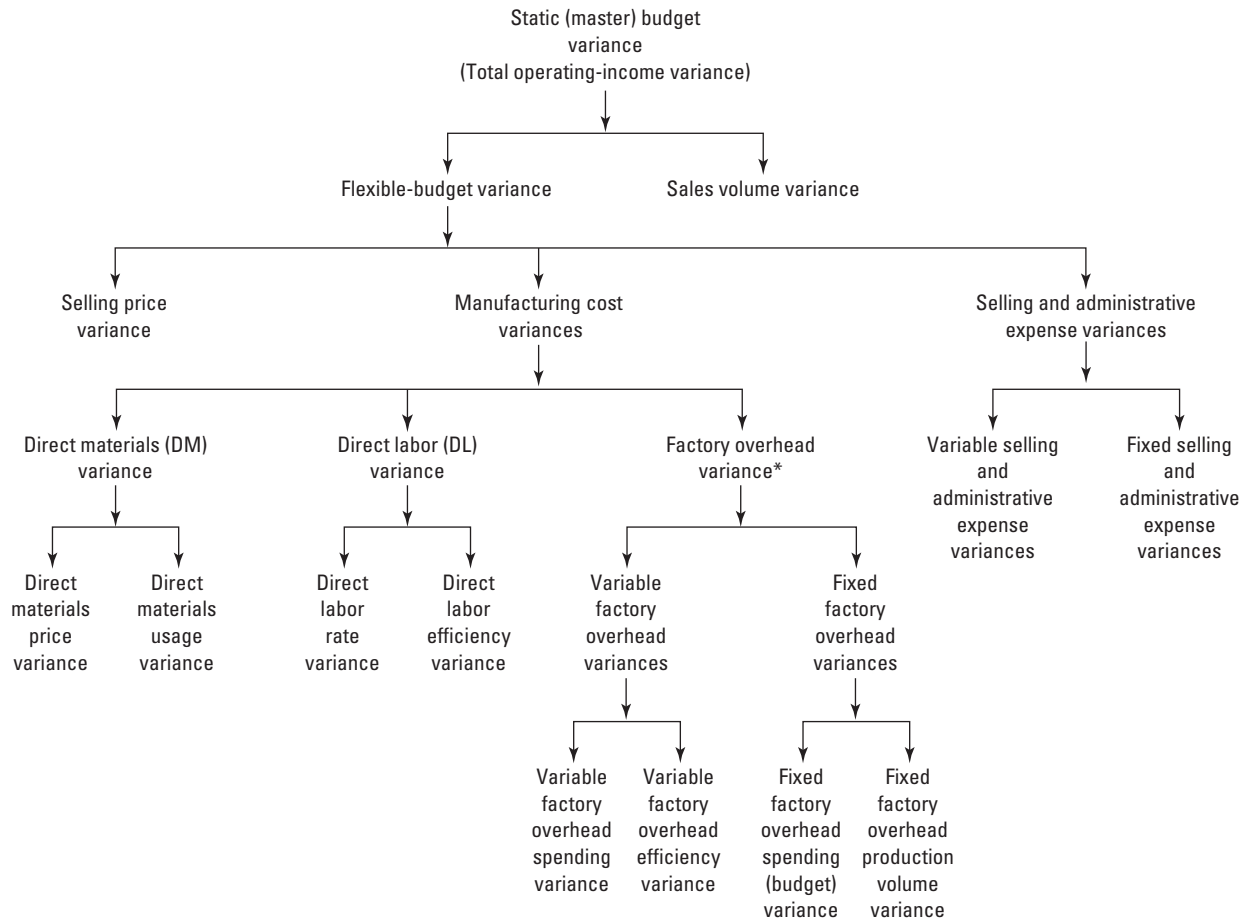 Static (master) budget
variance
(Total operating-income variance)
Flexible-budget variance
Sales volume variance
Selling price
variance
Manufacturing cost
variances
Selling and administrative
expense variances
Direct materials (DM)
variance
Direct labor (DL)
variance
Factory overhead
variance*
Variable selling
and
administrative
expense
variances
Fixed selling
and
administrative
expense
variances
Direct
materials
price
variance
Direct
materials
usage
variance
Direct
labor
rate
variance
Direct
labor
efficiency
variance
Variable
factory
overhead
variances
Fixed
factory
overhead
variances
Variable
factory
overhead
spending
variance
Variable
factory
overhead
efficiency
variance
Fixed
factory
overhead
spending
(budget)
variance
Fixed
factory
overhead
production
volume
variance